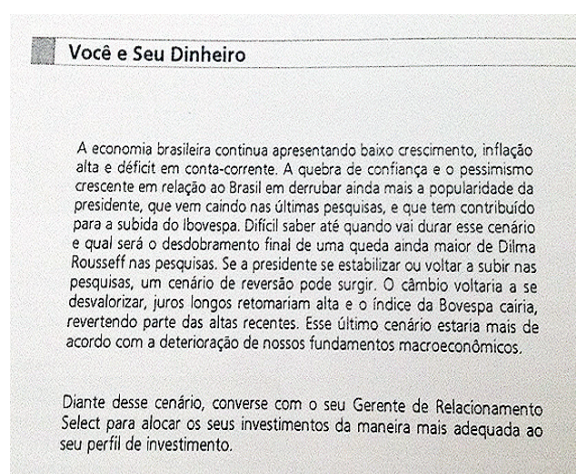 Você e Seu Dinheiro
A economia brasileira continua apresentando baixo crescimento, inflação
alta e déficit em conta-corrente. A quebra de confiança e o pessimismo
crescente em relação ao Brasil em derrubar ainda mais a popularidade da
presidente, que vem caindo nas últimas pesquisas, e que tem contribuído
para a subida do Ibovespa. Difícil saber até quando vai durar esse cenário
e qual será o desdobramento final de uma queda ainda maior de Dilma
Rousseff nas pesquisas. Se a presidente se estabilizar ou voltar a subir nas
pesquisas, um cenário de reversão pode surgir. O câmbio voltaria a se
desvalorizar, juros longos retomariam alta e o índice da Bovespa cairia,
revertendo parte das altas recentes. Esse último cenário estaria mais de
acordo com a deterioração de nossos fundamentos macroeconômicos.
Diante desse cenário, converse com o seu Gerente de Relacionamento
Select para alocar os seus investimentos da maneira mais adequada ao
seu perfil de investimento.